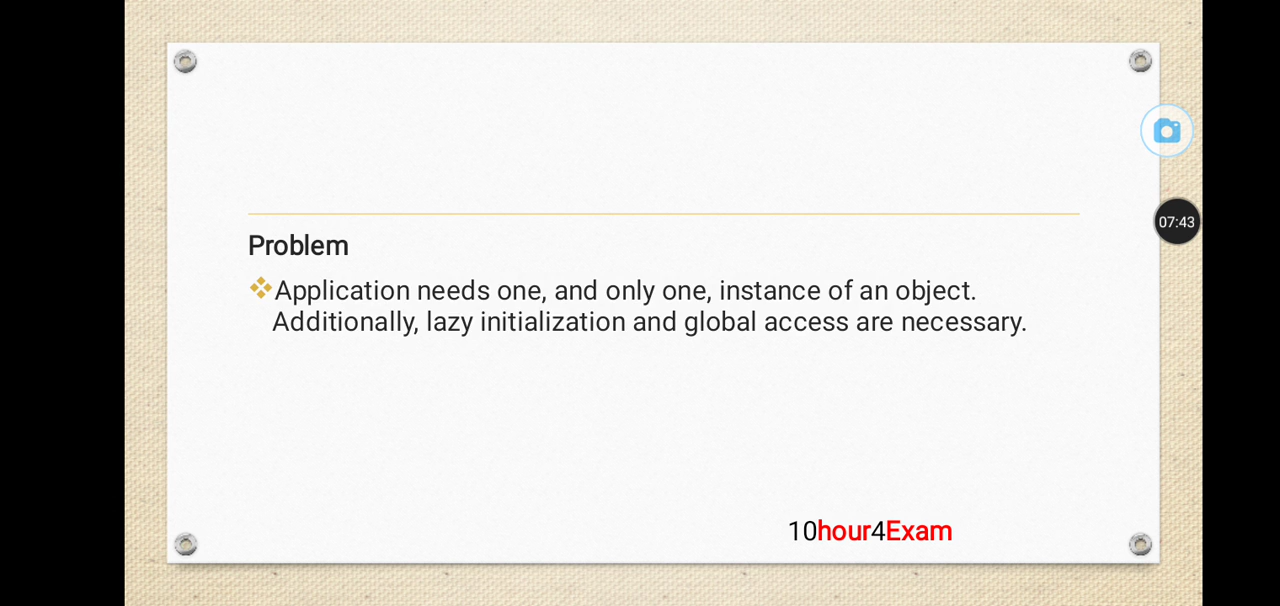 07:43
Problem
Application needs one, and only one, instance of an object.
Additionally, lazy initialization and global access are necessary.
10hour4Exam